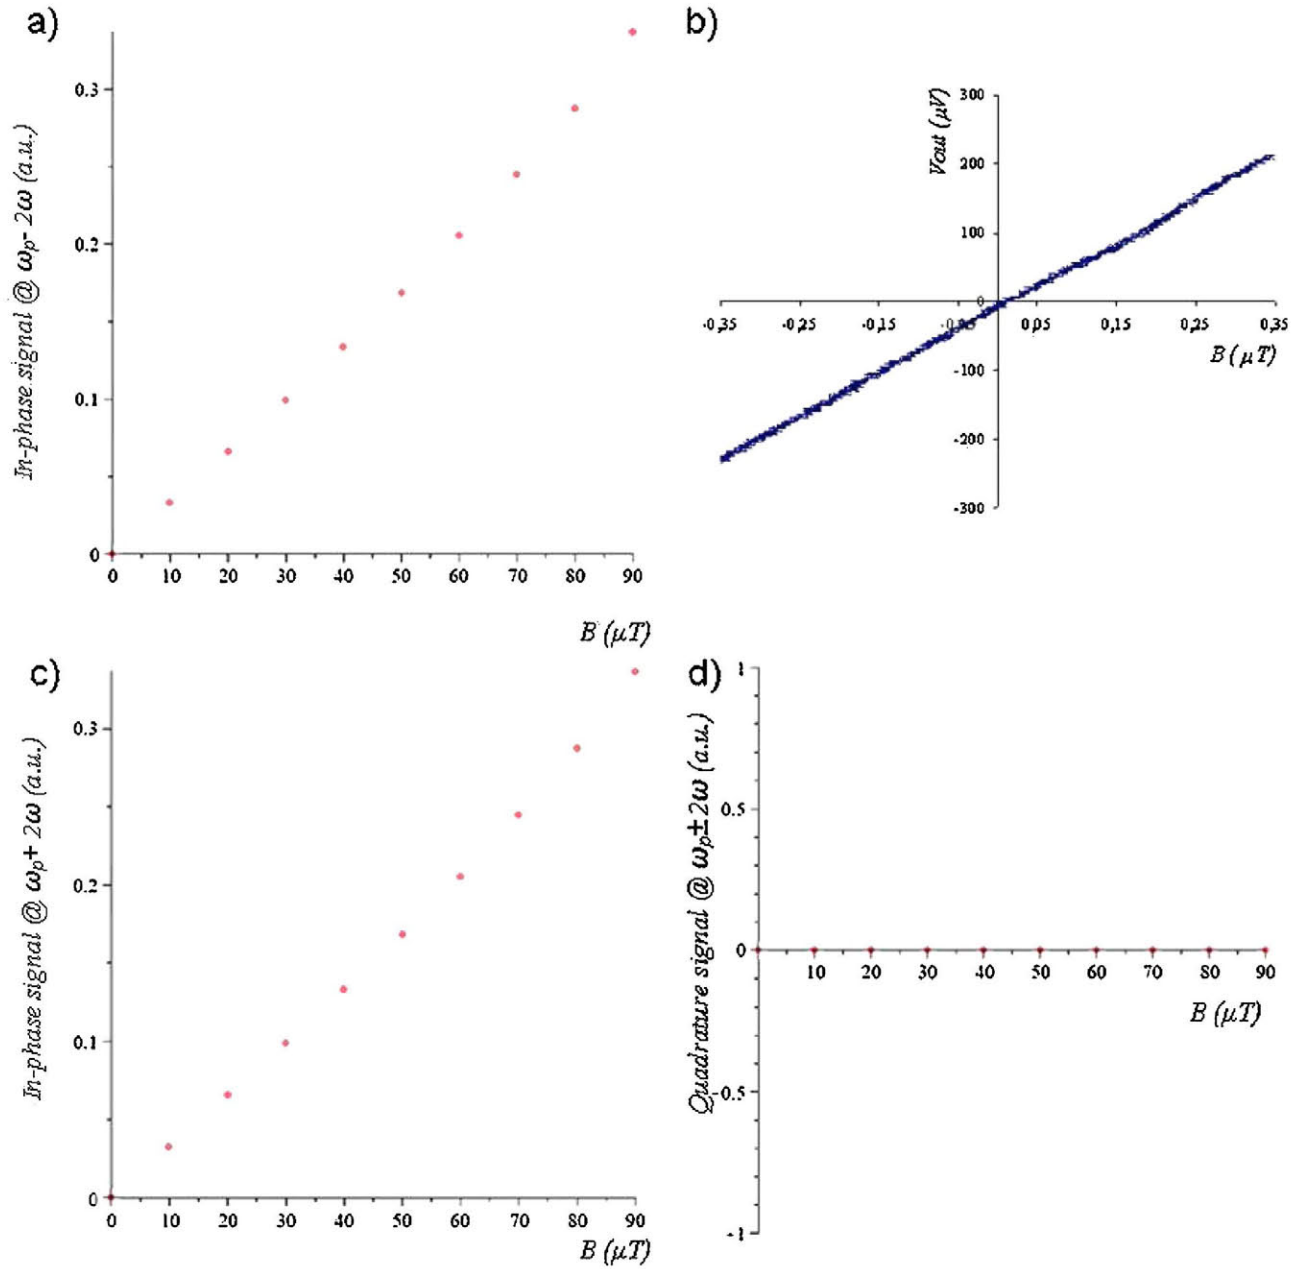 a)
In-phase signal @ ωp- 2ω (a.u.)
0.3
0.2
0.1
0
0 10 20 30 40 50 60 70 80 90
B (μT)
b)
Vout (μV)
300
200
100
0
-0,35 -0,25 -0,15 -0,05 0,05 0,15 0,25 0,35
B (μT)
-100
-200
-300
c)
In-phase signal @ ωp+ 2ω (a.u.)
0.3
0.2
0.1
0
0 10 20 30 40 50 60 70 80 90
B (μT)
d)
Quadrature signal @ ωp±2ω (a.u.)
1
0.5
0
10 20 30 40 50 60 70 80 90
B (μT)
-0.5
-1